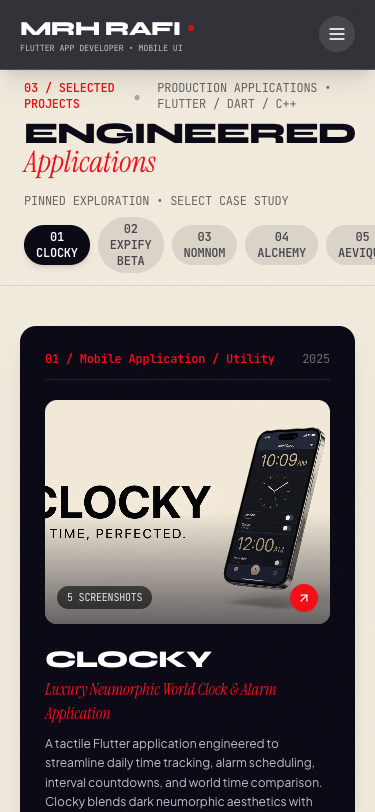 MRH RAFI
FLUTTER APP DEVELOPER • MOBILE UI
03 / SELECTED PROJECTS
PRODUCTION APPLICATIONS • FLUTTER / DART / C++
ENGINEERED
Applications
PINNED EXPLORATION • SELECT CASE STUDY
01 CLOCKY
02 EXPIFY BETA
03 NOMNOM
04 ALCHEMY
05
01 / Mobile Application / Utility
2025
CLOCKY
TIME, PERFECTED.
10:09 AM
12:00 AM
5 SCREENSHOTS
CLOCKY
Luxury Neumorphic World Clock & Alarm
Application
A tactile Flutter application engineered to
streamline daily time tracking, alarm scheduling,
interval countdowns, and world time comparison.
Clocky blends dark neumorphic aesthetics with